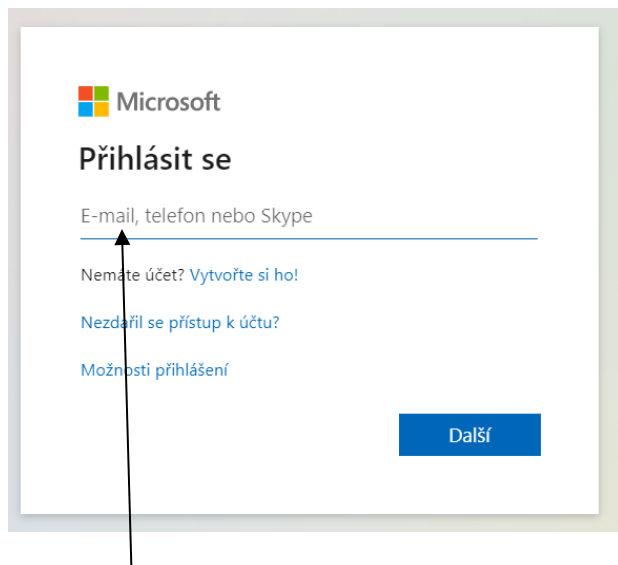 Microsoft
Přihlásit se
E-mail, telefon nebo Skype
Nemáte účet? Vytvořte si ho!
Nezdařil se přístup k účtu?
Možnosti přihlášení
Další